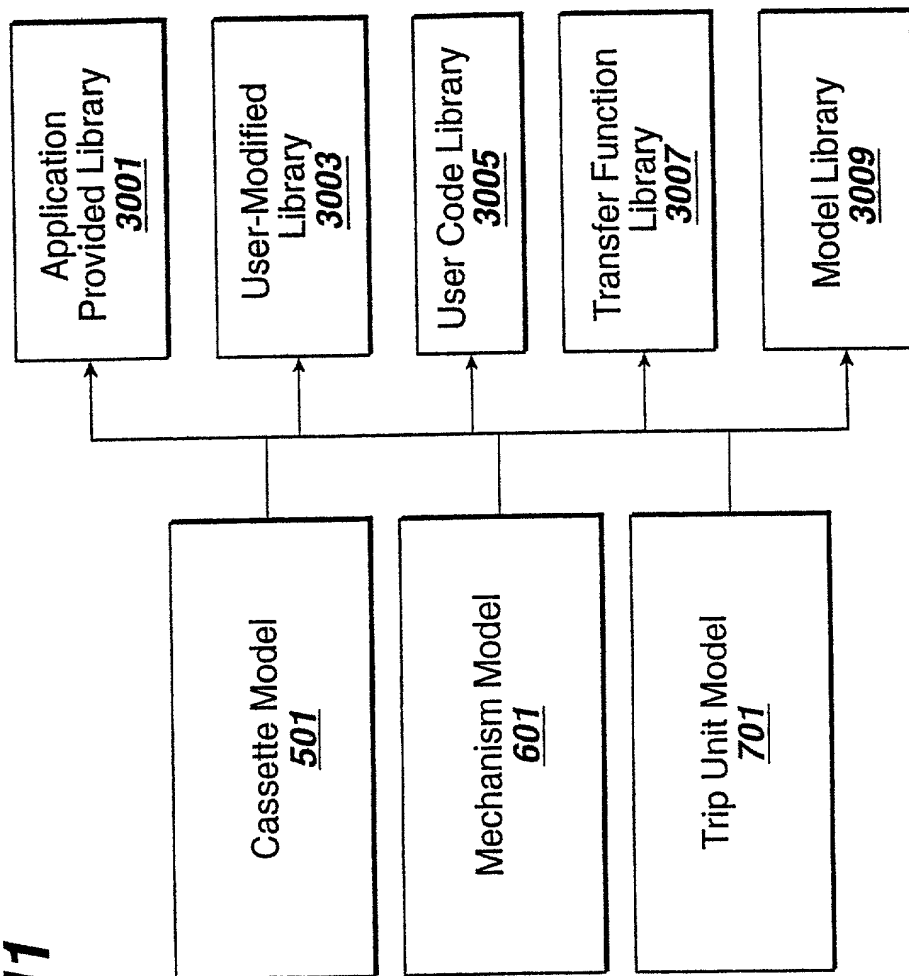 Cassette Model
501
Mechanism Model
601
Trip Unit Model
701
Application
Provided Library
3001
User-Modified
Library
3003
User Code Library
3005
Transfer Function
Library
3007
Model Library
3009